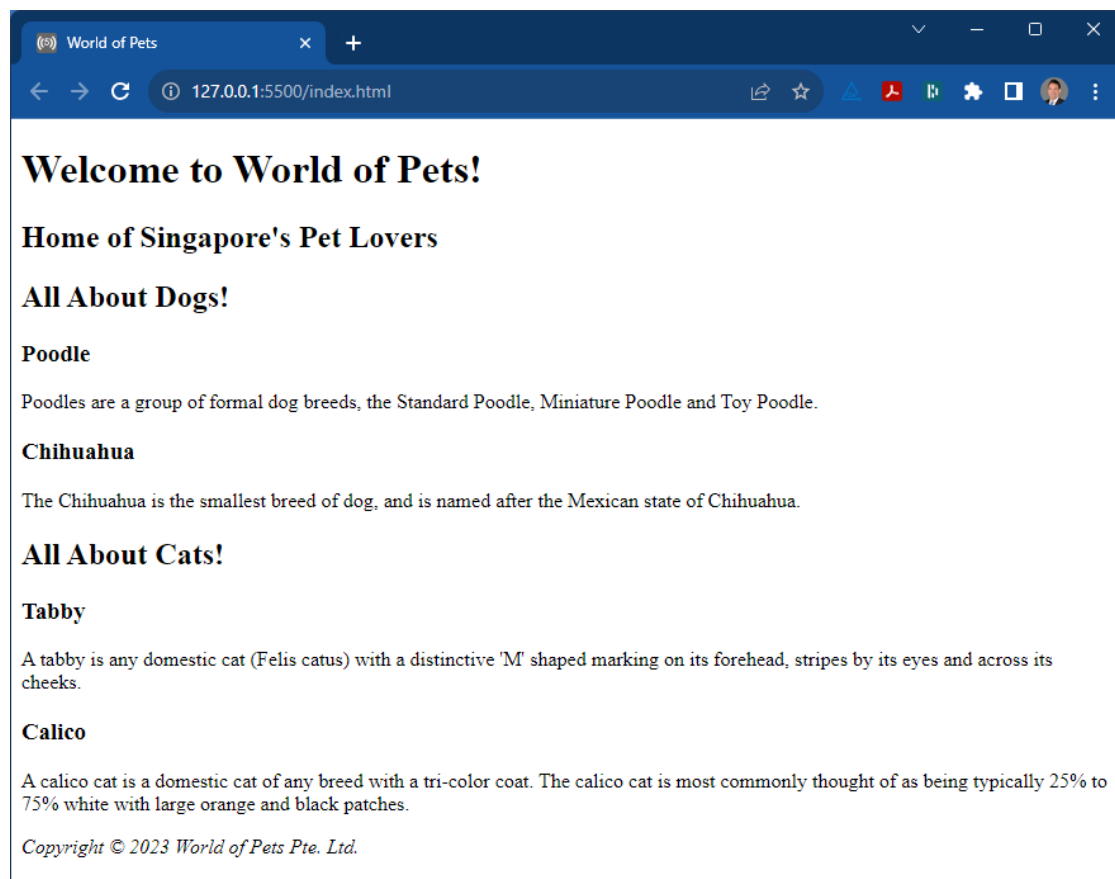 World of Pets
127.0.0.1:5500/index.html
Welcome to World of Pets!
Home of Singapore's Pet Lovers
All About Dogs!
Poodle
Poodles are a group of formal dog breeds, the Standard Poodle, Miniature Poodle and Toy Poodle.
Chihuahua
The Chihuahua is the smallest breed of dog, and is named after the Mexican state of Chihuahua.
All About Cats!
Tabby
A tabby is any domestic cat (Felis catus) with a distinctive 'M' shaped marking on its forehead, stripes by its eyes and across its
cheeks.
Calico
A calico cat is a domestic cat of any breed with a tri-color coat. The calico cat is most commonly thought of as being typically 25% to
75% white with large orange and black patches.
Copyright © 2023 World of Pets Pte. Ltd.